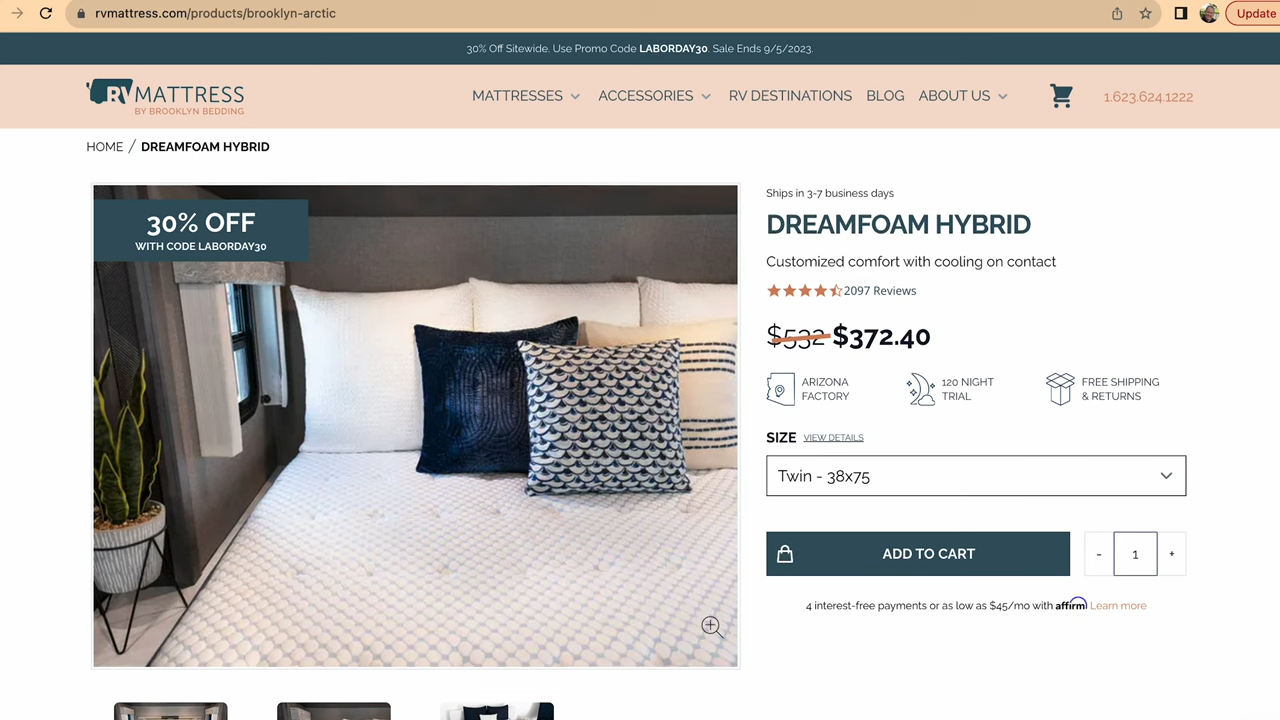 rvmattress.com/products/brooklyn-arctic
Update
30% Off Sitewide. Use Promo Code LABORDAY30. Sale Ends 9/5/2023.
RVMATTRESS
BY BROOKLYN BEDDING
MATTRESSES
ACCESSORIES
RV DESTINATIONS
BLOG
ABOUT US
1.623.624.1222
HOME / DREAMFOAM HYBRID
30% OFF
WITH CODE LABORDAY30
Ships in 3-7 business days
DREAMFOAM HYBRID
Customized comfort with cooling on contact
2097 Reviews
$532 $372.40
ARIZONA
FACTORY
120 NIGHT
TRIAL
FREE SHIPPING
& RETURNS
SIZE VIEW DETAILS
Twin - 38x75
ADD TO CART
- 1 +
4 interest-free payments or as low as $45/mo with affirm Learn more